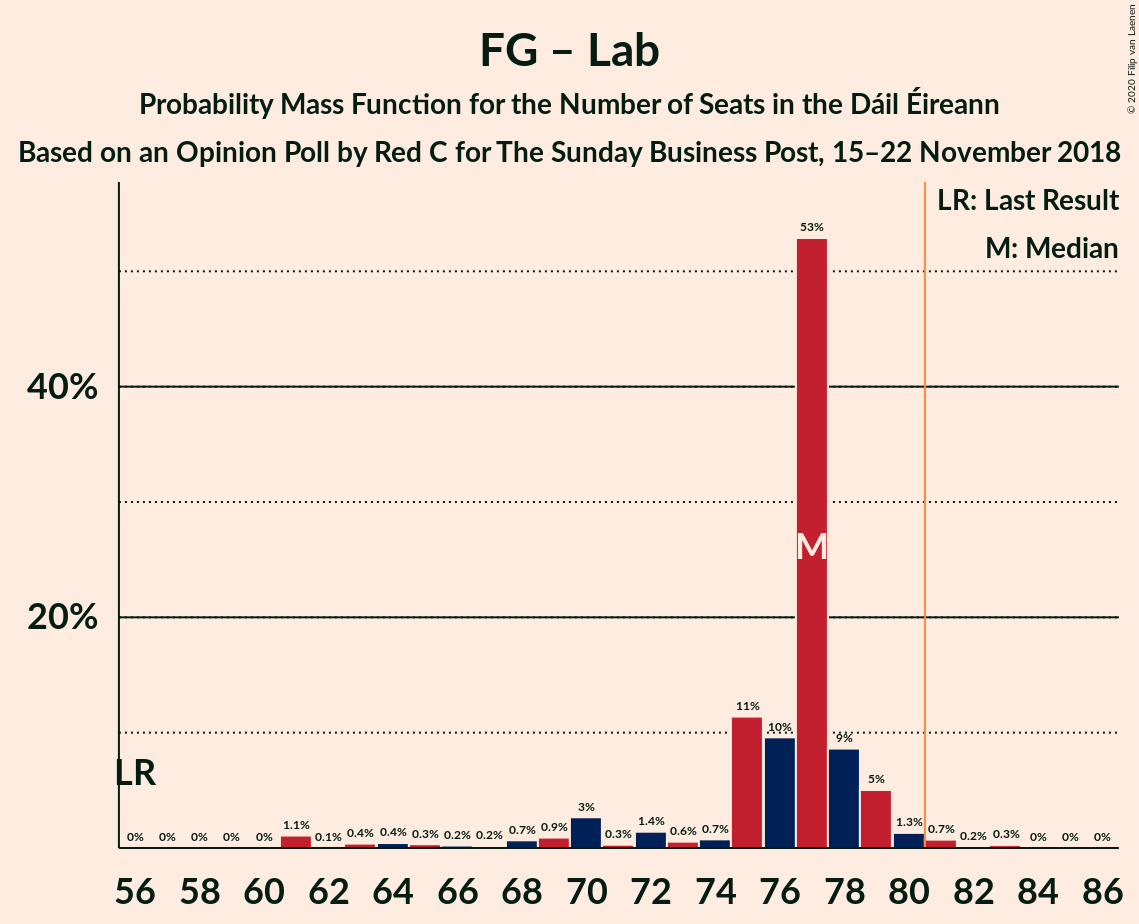 FG – Lab
Probability Mass Function for the Number of Seats in the Dáil Éireann
Based on an Opinion Poll by Red C for The Sunday Business Post, 15–22 November 2018
© 2020 Filip van Laenen
LR: Last Result
M: Median
53%
40%
M
20%
11%
10%
9%
LR
5%
0% 0% 0% 0% 0% 1.1% 0.1% 0.4% 0.4% 0.3% 0.2% 0.2% 0.7% 0.9% 3% 0.3% 1.4% 0.6% 0.7% 1.3% 0.7% 0.2% 0.3% 0% 0% 0%
56 58 60 62 64 66 68 70 72 74 76 78 80 82 84 86